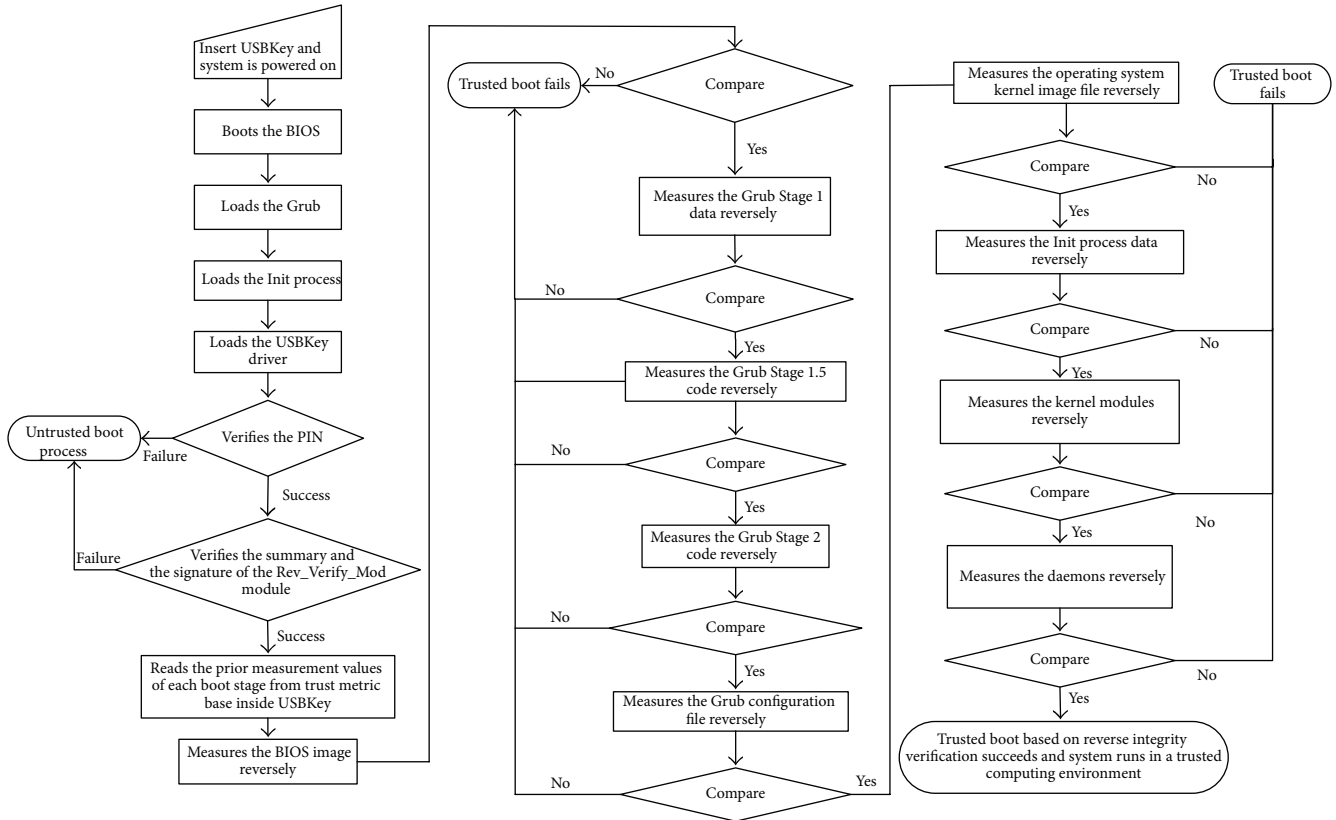 Insert USBKey and
system is powered on
Boots the BIOS
Loads the Grub
Loads the Init process
Loads the USBKey
driver
Verifies the PIN
Untrusted boot
process
Failure
Success
Failure
Verifies the summary and
the signature of the Rev_Verify_Mod
module
Success
Reads the prior measurement values
of each boot stage from trust metric
base inside USBKey
Measures the BIOS image
reversely
Trusted boot fails
No
Compare
Yes
Measures the Grub Stage 1
data reversely
No
Compare
Yes
Measures the Grub Stage 1.5
code reversely
No
Compare
Yes
Measures the Grub Stage 2
code reversely
No
Compare
Yes
Measures the Grub configuration
file reversely
No
Compare
Yes
Measures the operating system
kernel image file reversely
Trusted boot
fails
Compare
No
Yes
Measures the Init process data
reversely
Compare
No
Yes
Measures the kernel modules
reversely
Compare
No
Yes
Measures the daemons reversely
Compare
No
Yes
Trusted boot based on reverse integrity
verification succeeds and system runs in a trusted
computing environment